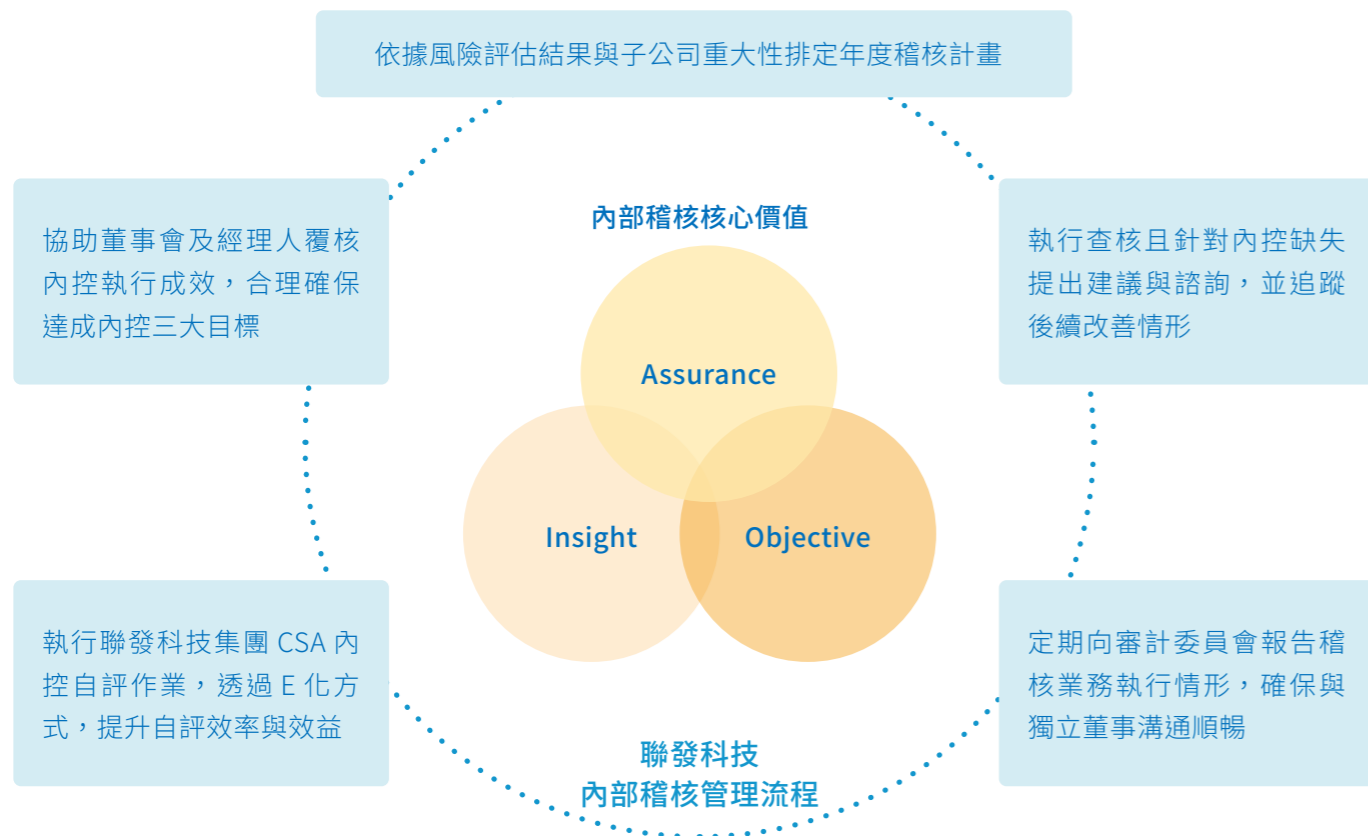 依據風險評估結果與子公司重大性排定年度稽核計畫
協助董事會及經理人覆核
內控執行成效，合理確保
達成內控三大目標
內部稽核核心價值
執行查核且針對內控缺失
提出建議與諮詢，並追蹤
後續改善情形
Assurance
Insight
Objective
執行聯發科技集團 CSA 內
控自評作業，透過 E 化方
式，提升自評效率與效益
定期向審計委員會報告稽
核業務執行情形，確保與
獨立董事溝通順暢
聯發科技
內部稽核管理流程